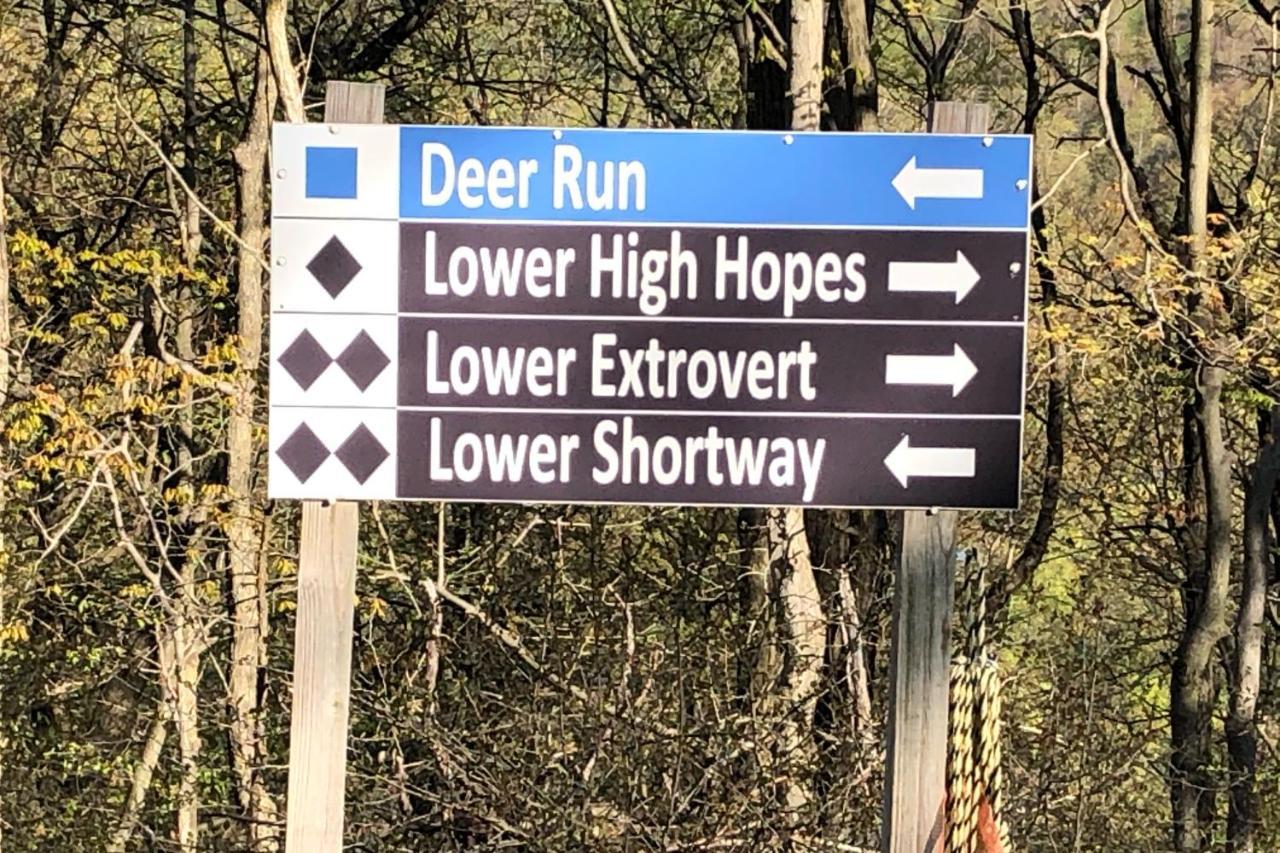 Deer Run
Lower High Hopes
Lower Extrovert
Lower Shortway